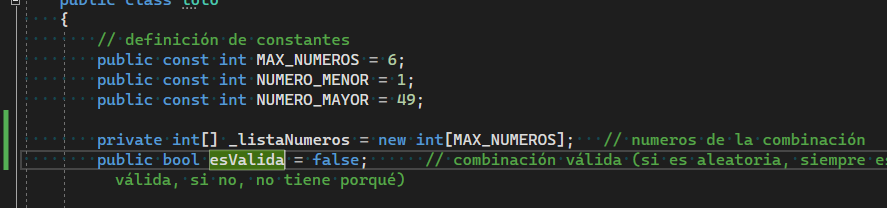 public class loto
{
// definición de constantes
public const int MAX_NUMEROS = 6;
public const int NUMERO_MENOR = 1;
public const int NUMERO_MAYOR = 49;
private int[] _listaNumeros = new int[MAX_NUMEROS];   // numeros de la combinación
public bool esValida = false;      // combinación válida (si es aleatoria, siempre es
válida, si no, no tiene porqué)